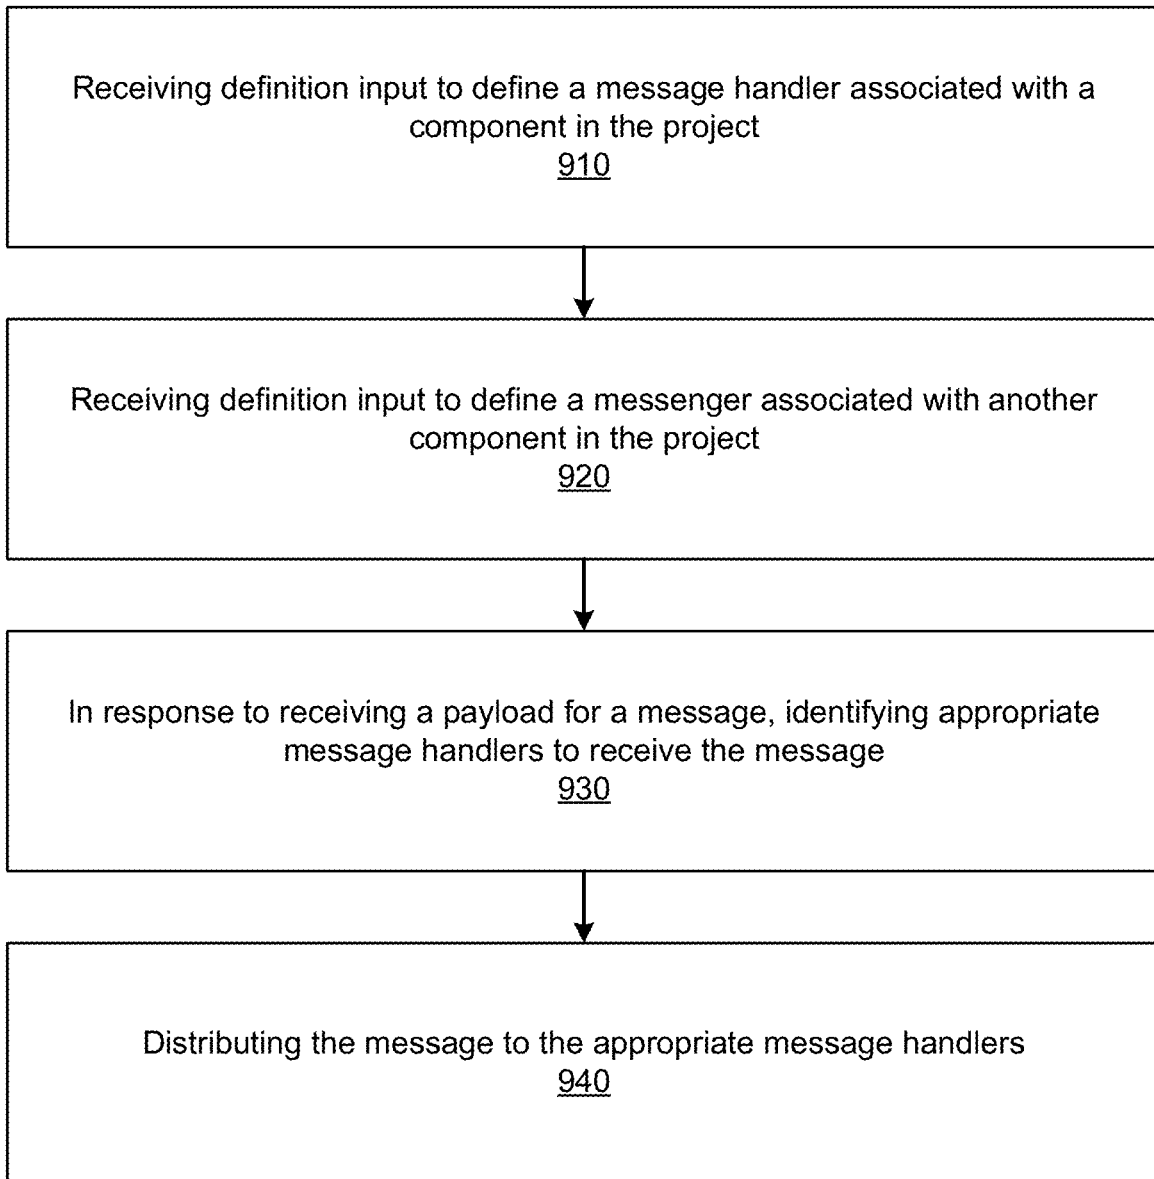 Receiving definition input to define a message handler associated with a
component in the project
910
Receiving definition input to define a messenger associated with another
component in the project
920
In response to receiving a payload for a message, identifying appropriate
message handlers to receive the message
930
Distributing the message to the appropriate message handlers
940